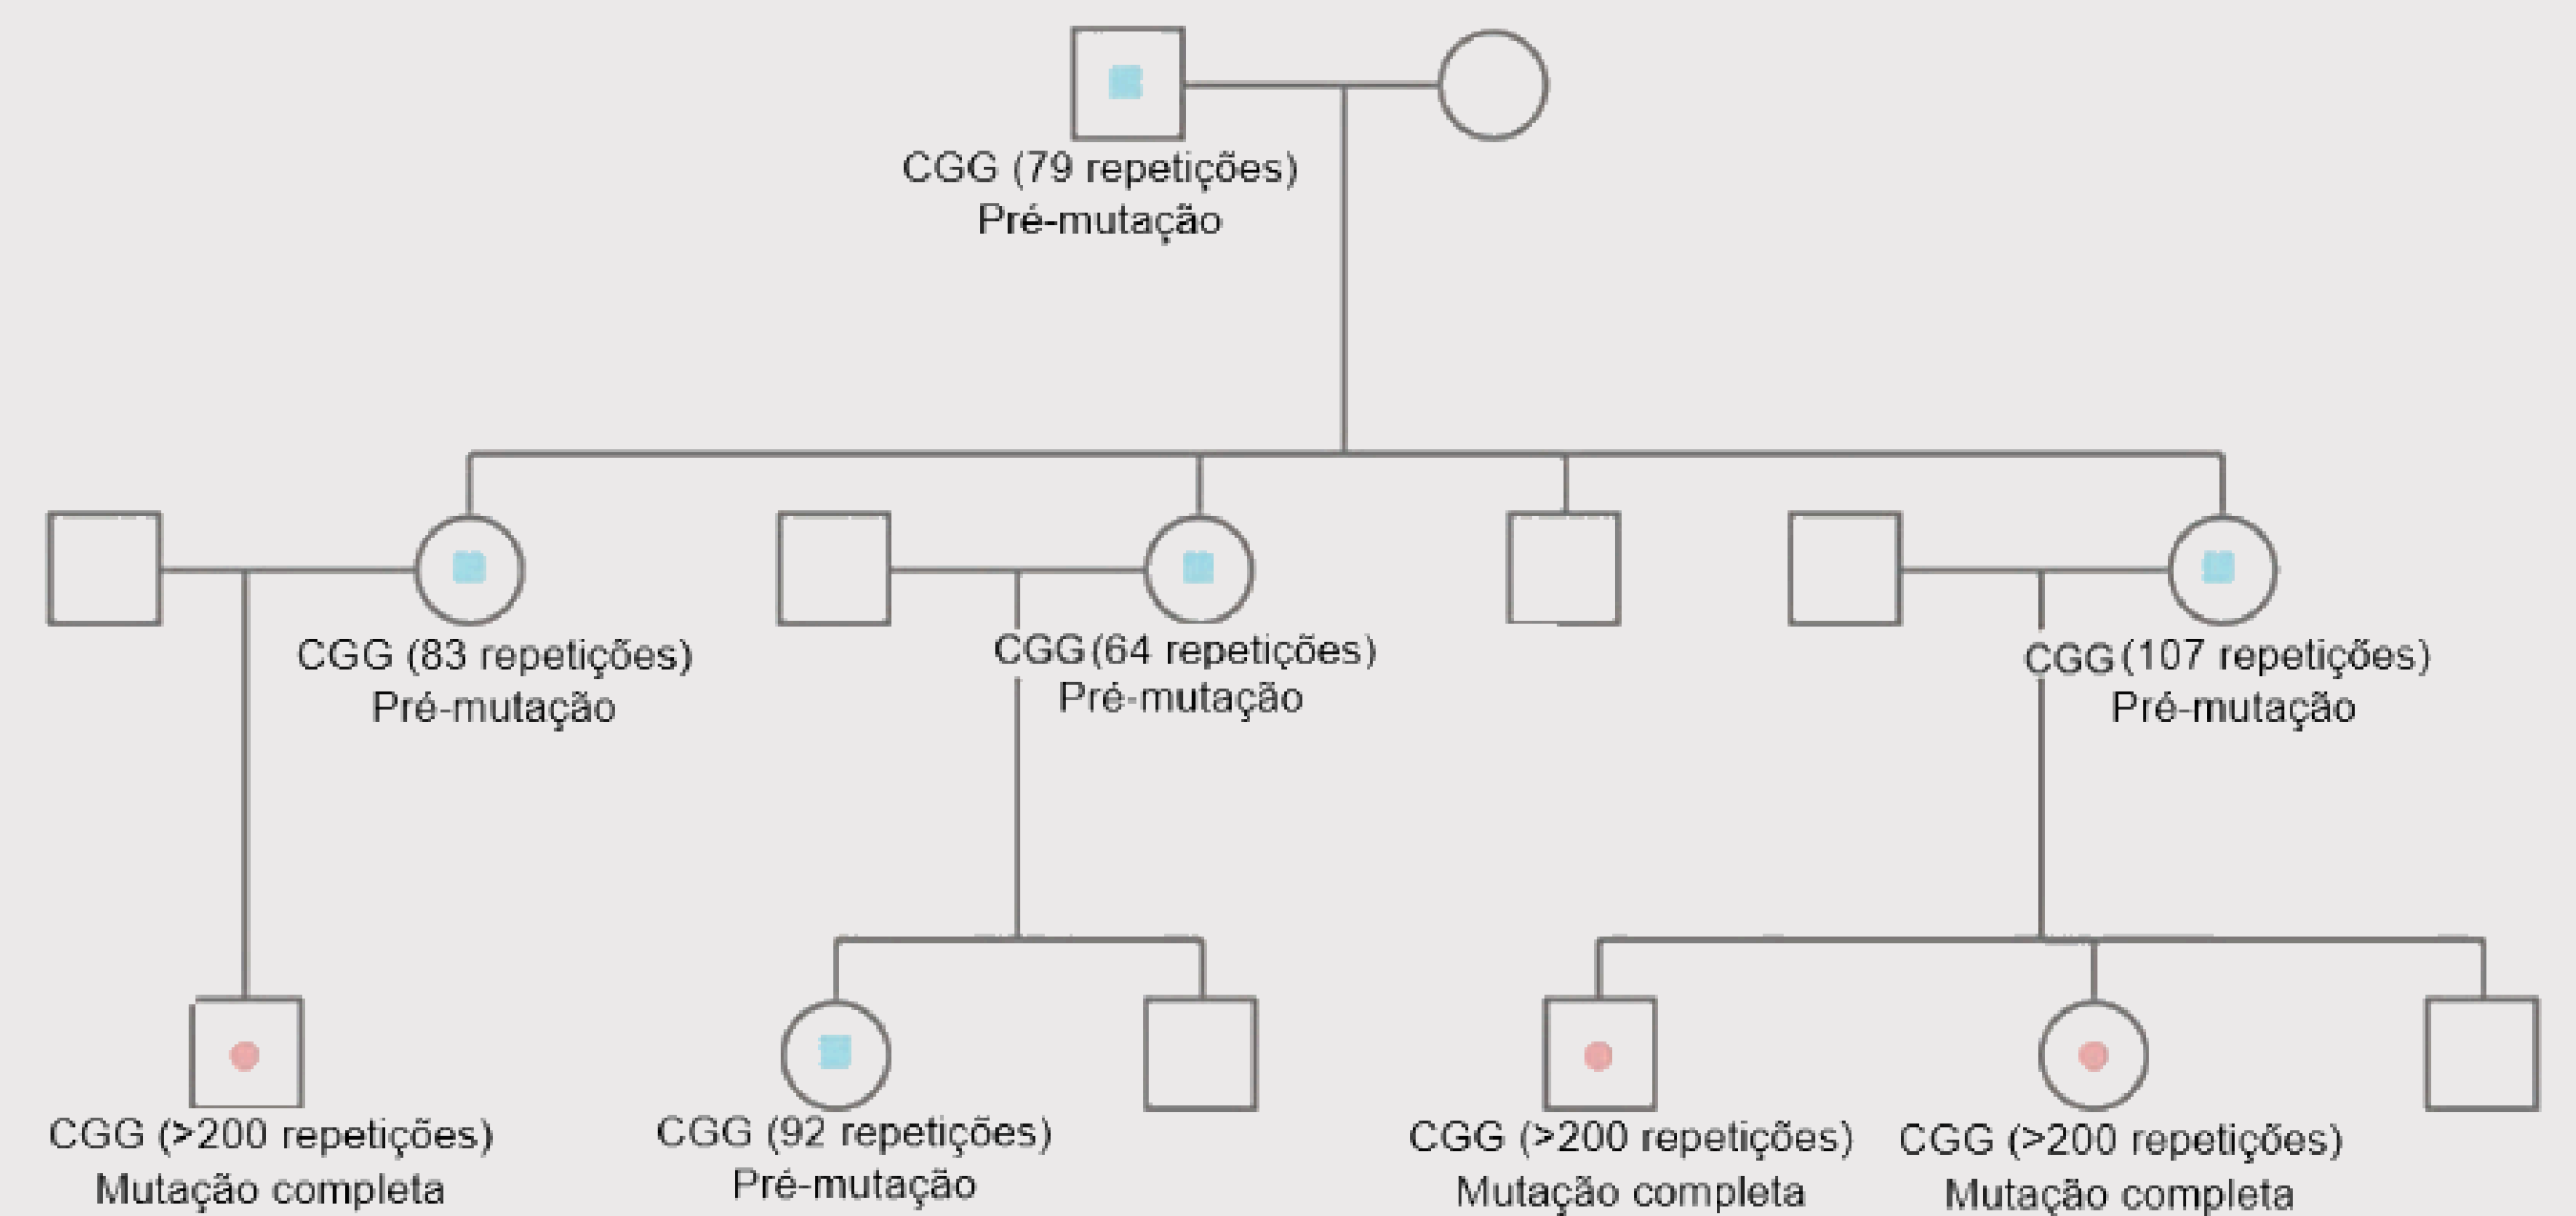 CGG (79 repetições)
Pré-mutação
CGG (83 repetições)
Pré-mutação
CGG (64 repetições)
Pré-mutação
CGG (107 repetições)
Pré-mutação
CGG (>200 repetições)
Mutação completa
CGG (92 repetições)
Pré-mutação
CGG (>200 repetições)
Mutação completa
CGG (>200 repetições)
Mutação completa